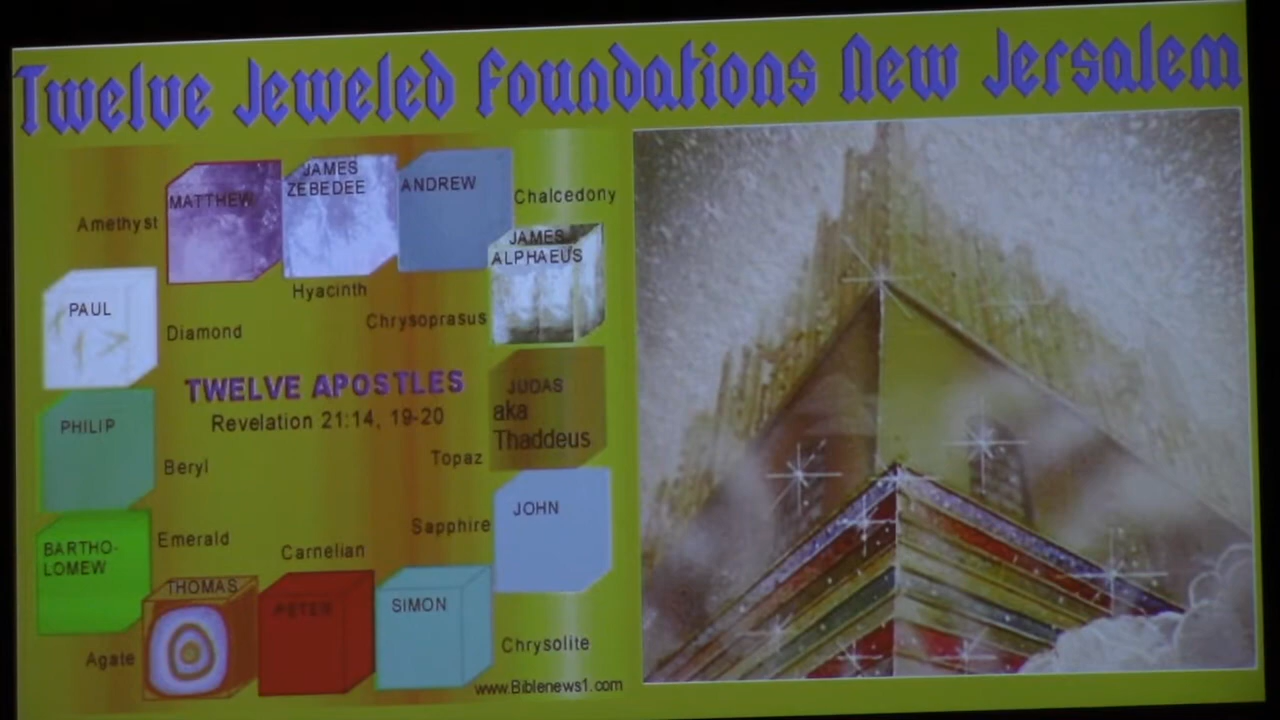 Twelve Jeweled Foundations New Jersalem
MATTHEW
JAMES
ZEBEDEE
ANDREW
Chalcedony
Amethyst
JAMES
ALPHAEUS
Hyacinth
PAUL
Diamond
Chrysoprasus
TWELVE APOSTLES
Revelation 21:14, 19-20
JUDAS
aka
Thaddeus
PHILIP
Beryl
Topaz
JOHN
Sapphire
BARTHO-
LOMEW
Emerald
Carnelian
THOMAS
PETER
SIMON
Agate
Chrysolite
www.Biblenews1.com